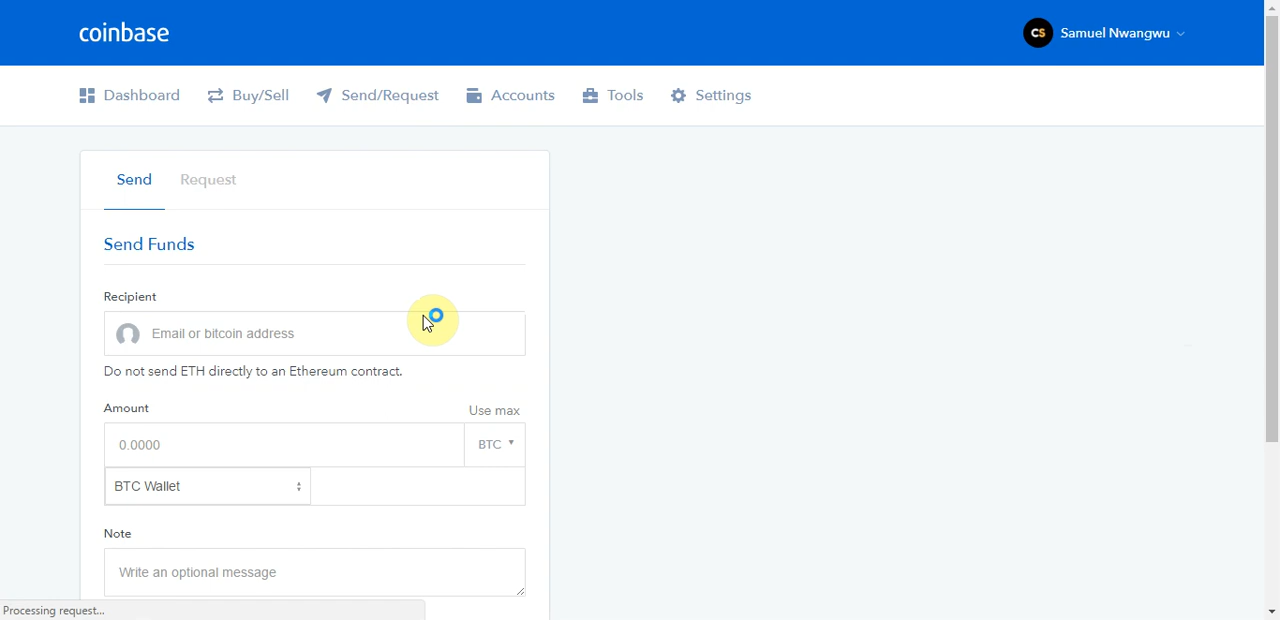 coinbase
CS Samuel Nwangwu
Dashboard Buy/Sell Send/Request Accounts Tools Settings
Send Request
Send Funds
Recipient
Email or bitcoin address
Do not send ETH directly to an Ethereum contract.
Amount Use max
0.0000 BTC
BTC Wallet
Note
Write an optional message
Processing request...